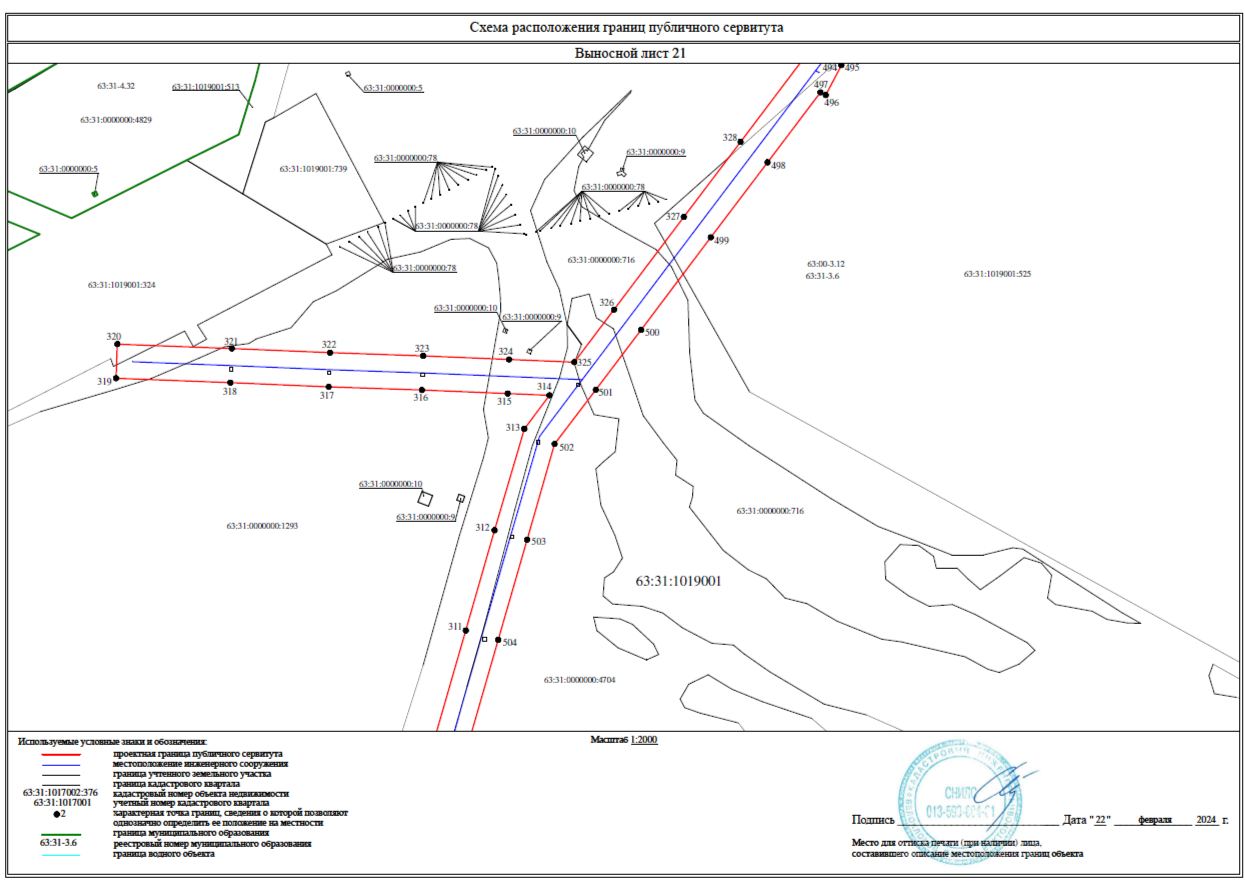 Схема расположения границ публичного сервитута
Выносной лист 21
494
495
63:31-4.32
63:31:1019001:513
63:31:0000000:5
497
496
63:31:0000000:4829
63:31:0000000:10
328
63:31:0000000:9
63:31:0000000:78
498
63:31:0000000:5
63:31:1019001:739
63:31:0000000:78
327
63:31:0000000:78
499
63:31:0000000:716
63:00-3.12
63:31-3.6
63:31:1019001:525
63:31:0000000:78
63:31:1019001:324
326
63:31:0000000:10
63:31:0000000:9
500
320
321
322
323
324
325
319
318
317
316
315
314
501
313
502
63:31:0000000:10
63:31:0000000:9
63:31:0000000:716
63:31:0000000:1293
312
503
63:31:1019001
311
504
63:31:0000000:4704
Используемые условные знаки и обозначения:
проектная граница публичного сервитута
местоположение инженерного сооружения
граница учтенного земельного участка
граница кадастрового квартала
63:31:1017002:376 кадастровый номер объекта недвижимости
63:31:1017001 учетный номер кадастрового квартала
2 характерная точка границ, сведения о которой позволяют
однозначно определить ее положение на местности
граница муниципального образования
63:31-3.6 реестровый номер муниципального образования
граница водного объекта
Масштаб 1:2000
СНИЛС
Подпись Дата "22" февраля 2024 г.
Место для оттиска печати (при наличии) лица,
составившего описание местоположения границ объекта